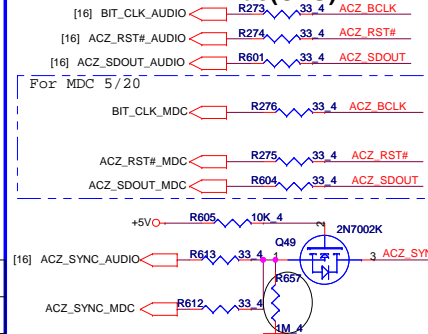 [16] BIT_CLK_AUDIO R273 33_4 ACZ_BCLK
[16] ACZ_RST#_AUDIO R274 33_4 ACZ_RST#
[16] ACZ_SDOUT_AUDIO R601 33_4 ACZ_SDOUT
For MDC 5/20
BIT_CLK_MDC R276 33_4 ACZ_BCLK
ACZ_RST#_MDC R275 33_4 ACZ_RST#
ACZ_SDOUT_MDC R604 33_4 ACZ_SDOUT
+5V R605 10K_4 2 2N7002K
Q49
[16] ACZ_SYNC_AUDIO R613 33_4 1 3 ACZ_SYN
R657
ACZ_SYNC_MDC R612 33_4
1M_4